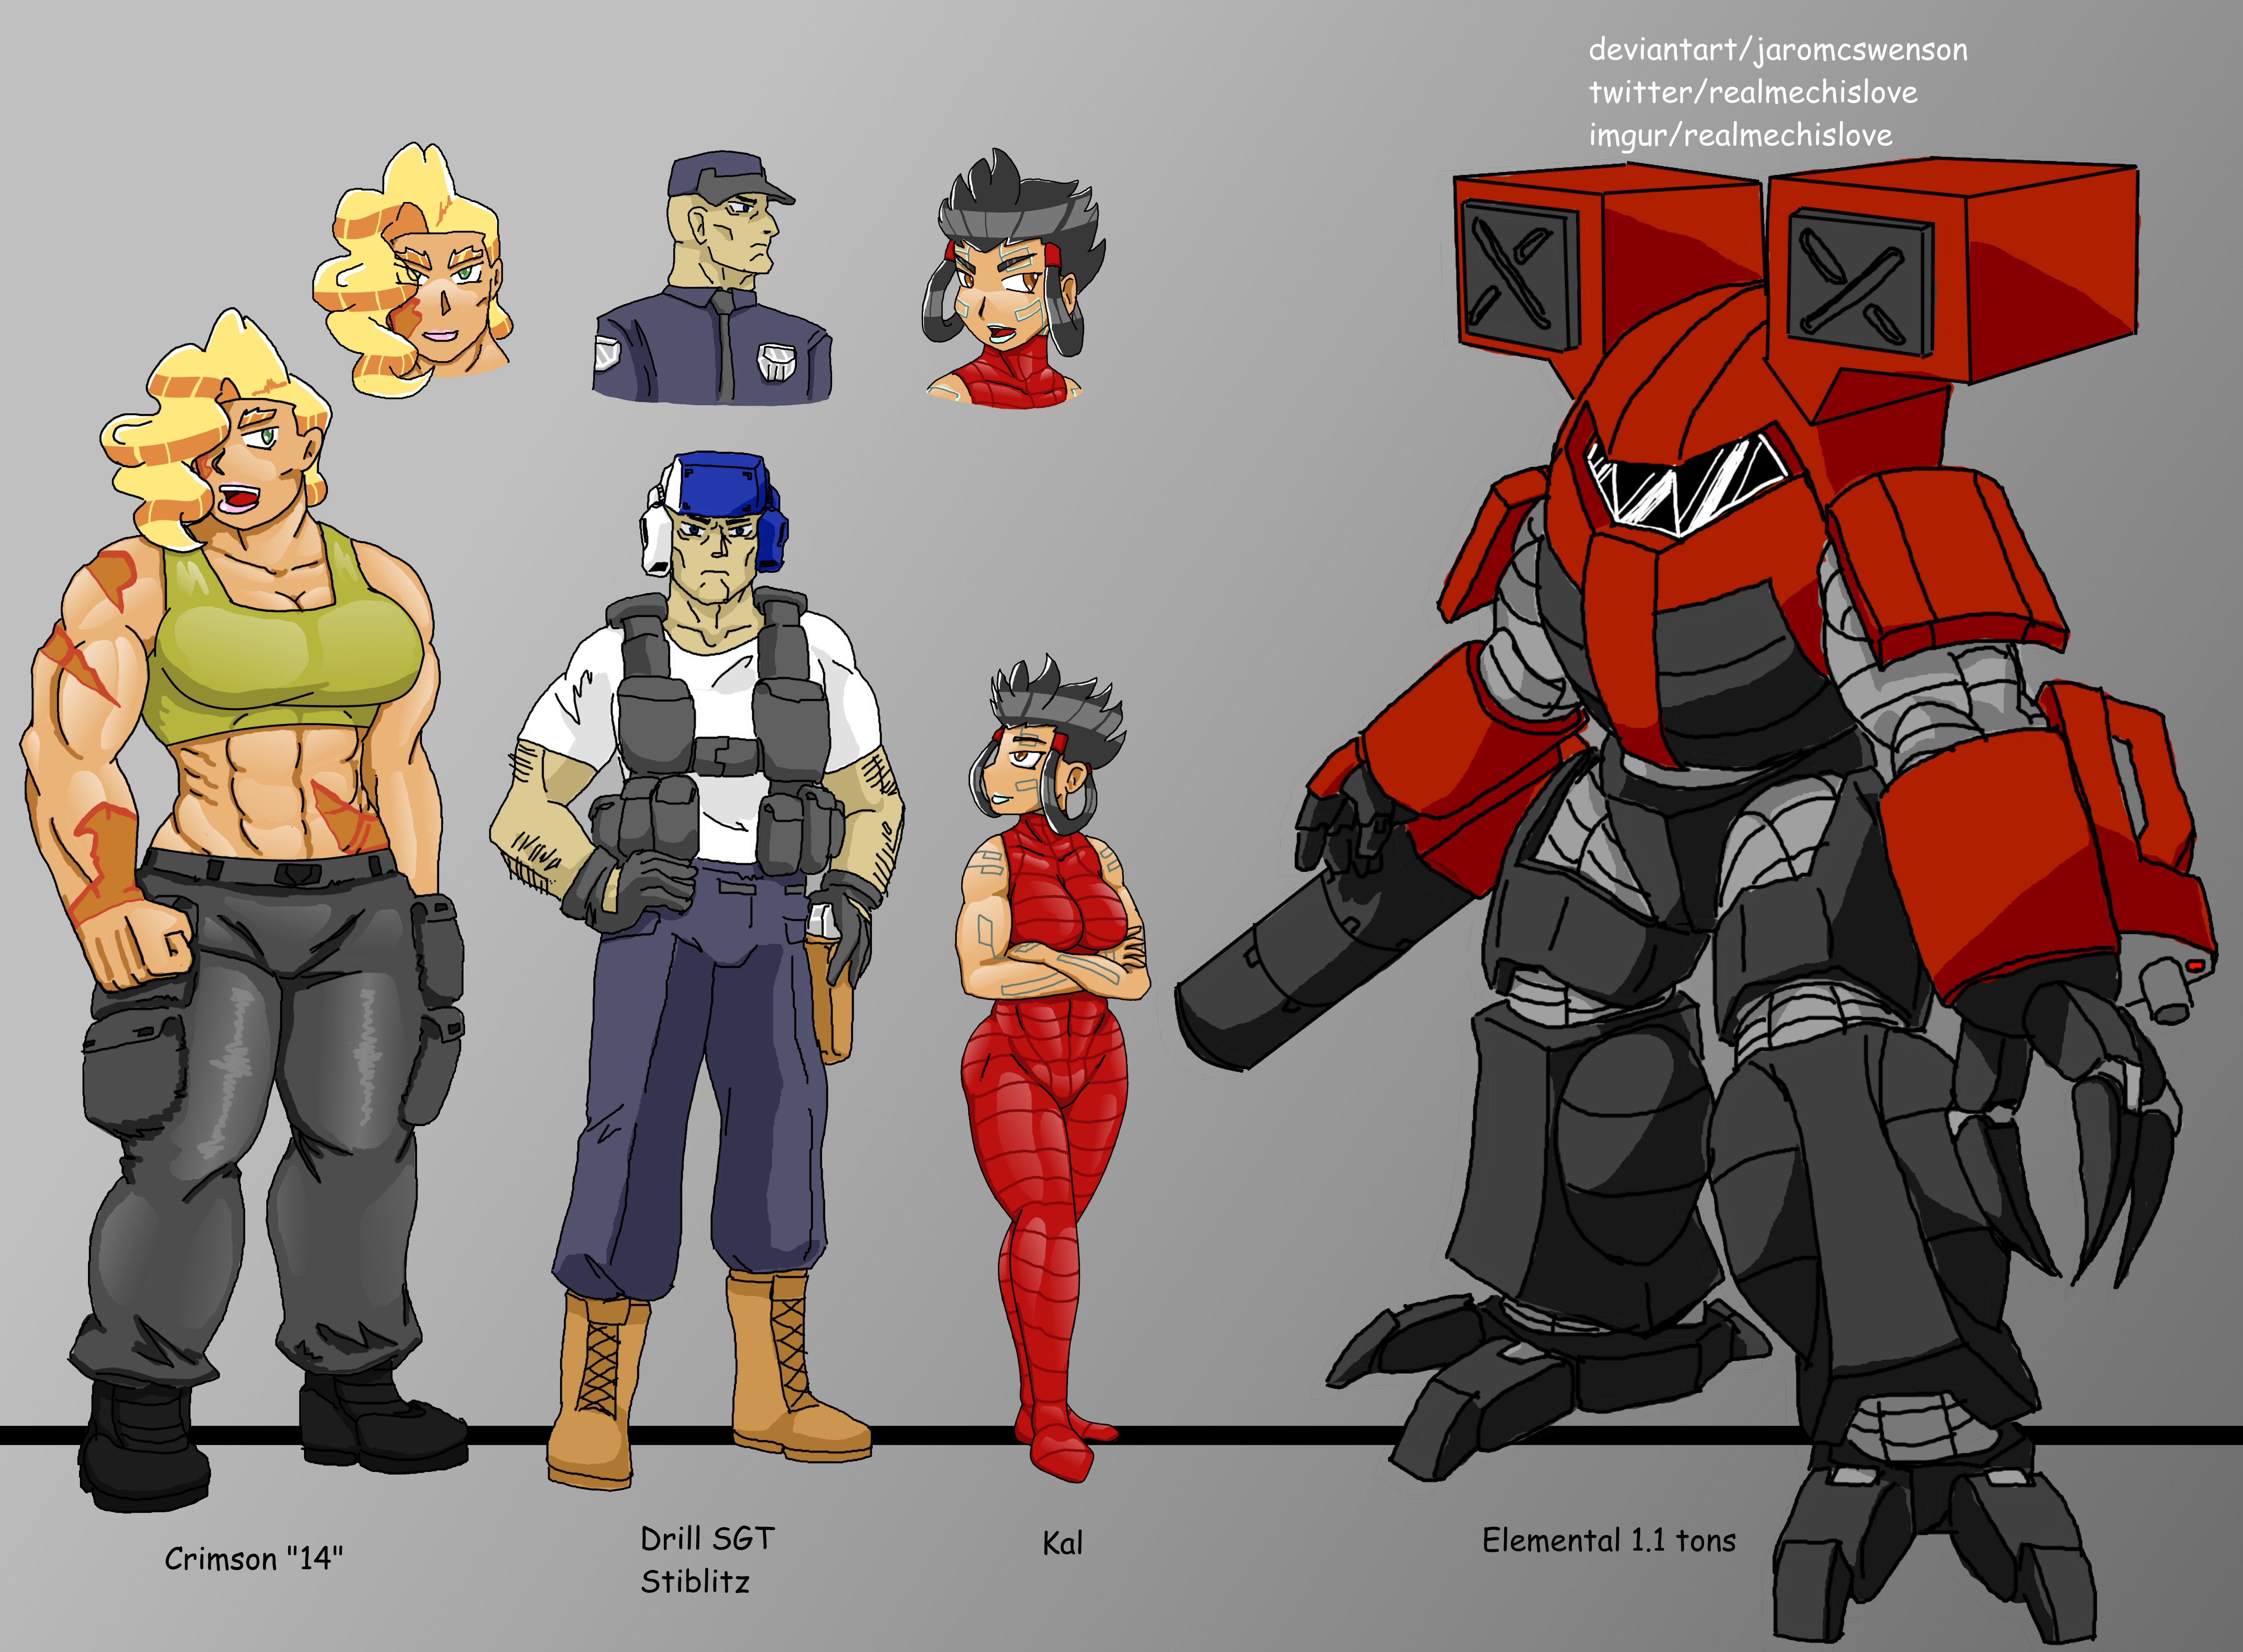 deviantart/jaromcswenson
twitter/realmechislove
imgur/realmechislove
Crimson "14"
Drill SGT
Stiblitz
Kal
Elemental 1.1 tons